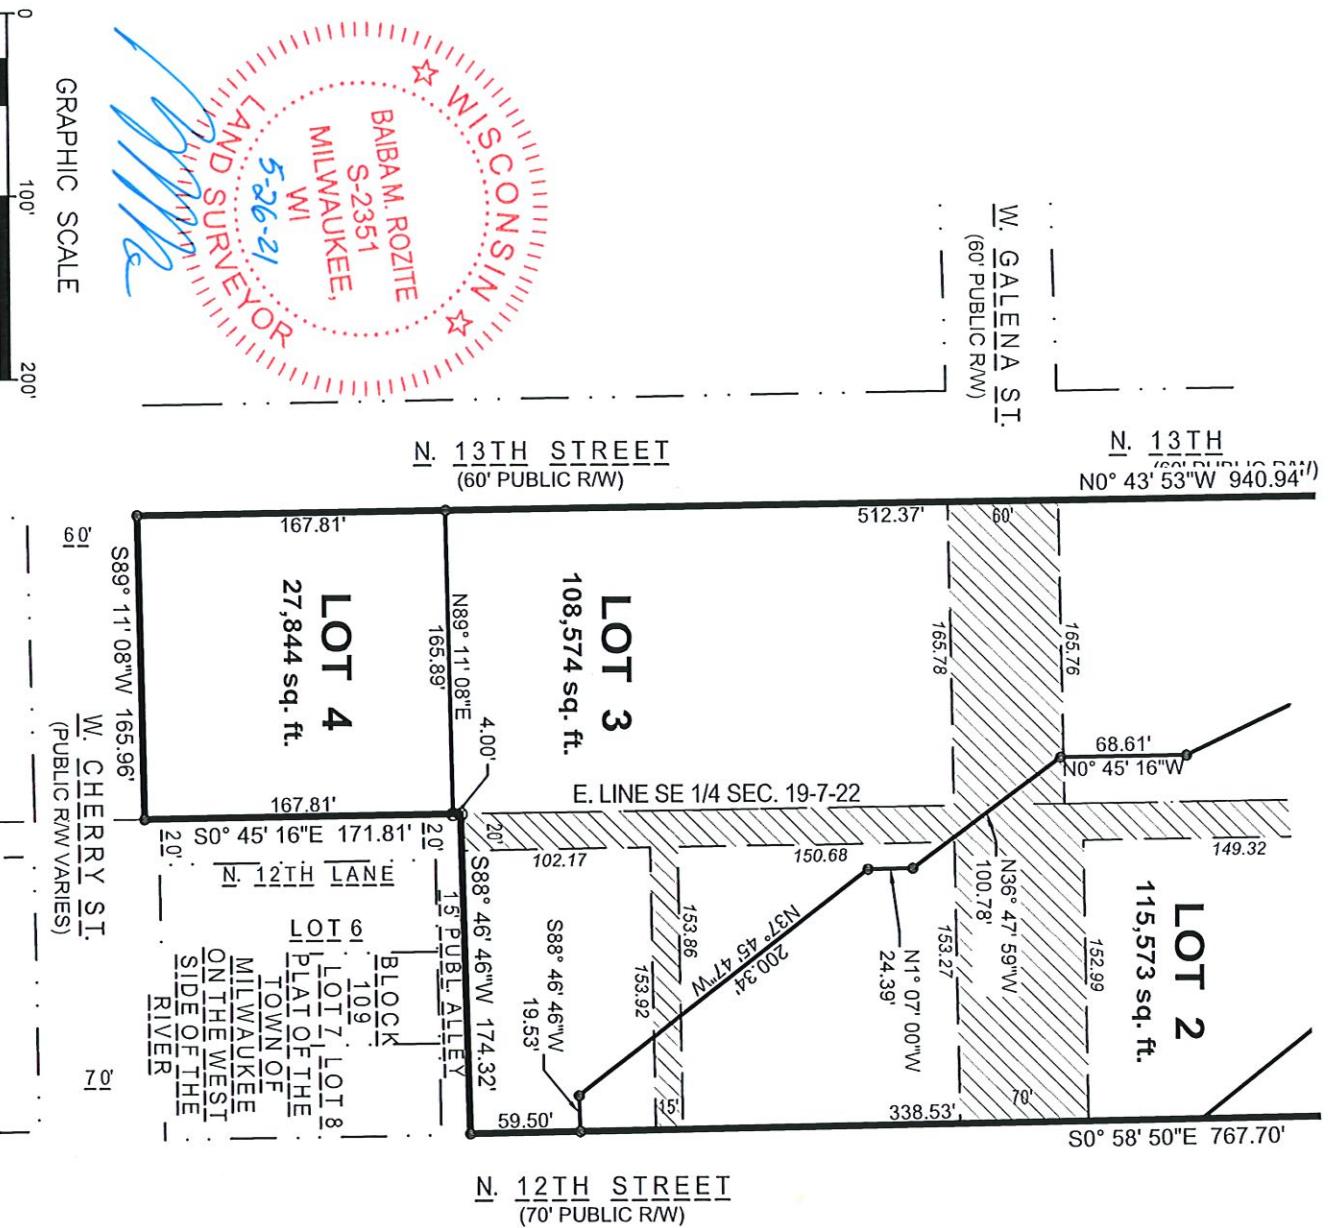 0
100'
200'
GRAPHIC SCALE
WISCONSIN
LAND SURVEYOR
BAIBA M. ROZITE
S-2351
MILWAUKEE,
WI
5-26-21
W. GALENA ST.
(60' PUBLIC R/W)
N. 13TH STREET
(60' PUBLIC R/W)
N. 13TH
(60' PUBLIC R/W)
N0° 43' 53"W 940.94'
167.81'
512.37'
60'
60'
S89° 11' 08"W 165.96'
LOT 4
27,844 sq. ft.
N89° 11' 08"E
165.89'
4.00'
LOT 3
108,574 sq. ft.
165.78
165.76
68.61'
N0° 45' 16"W
E. LINE SE 1/4 SEC. 19-7-22
167.81'
S0° 45' 16"E 171.81'
20'
20'
20'
W. CHERRY ST.
(PUBLIC R/W VARIES)
N. 12TH LANE
102.17
150.68
149.32
N36° 47' 59"W
100.78'
LOT 2
115,573 sq. ft.
LOT 6
LOT 7 LOT 8
BLOCK
109
PLAT OF THE
TOWN OF
MILWAUKEE
ON THE WEST
SIDE OF THE
RIVER
15' PUBL. ALLEY
S88° 46' 46"W 174.32'
S88° 46' 46"W
19.53'
153.86
153.92
N37° 45' 47"W
200.34'
N1° 07' 00"W
24.39'
153.27
152.99
70'
59.50'
15'
338.53'
70'
S0° 58' 50"E 767.70'
N. 12TH STREET
(70' PUBLIC R/W)